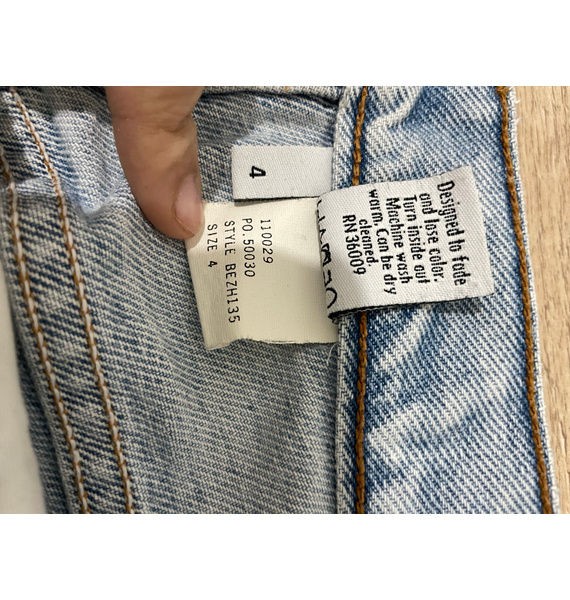 4
110029
PO.50030
STYLE BEZH135
SIZE 4
Designed to fade
and lose color.
Turn inside out
Machine wash
warm. Can be dry
cleaned.
RN 36009